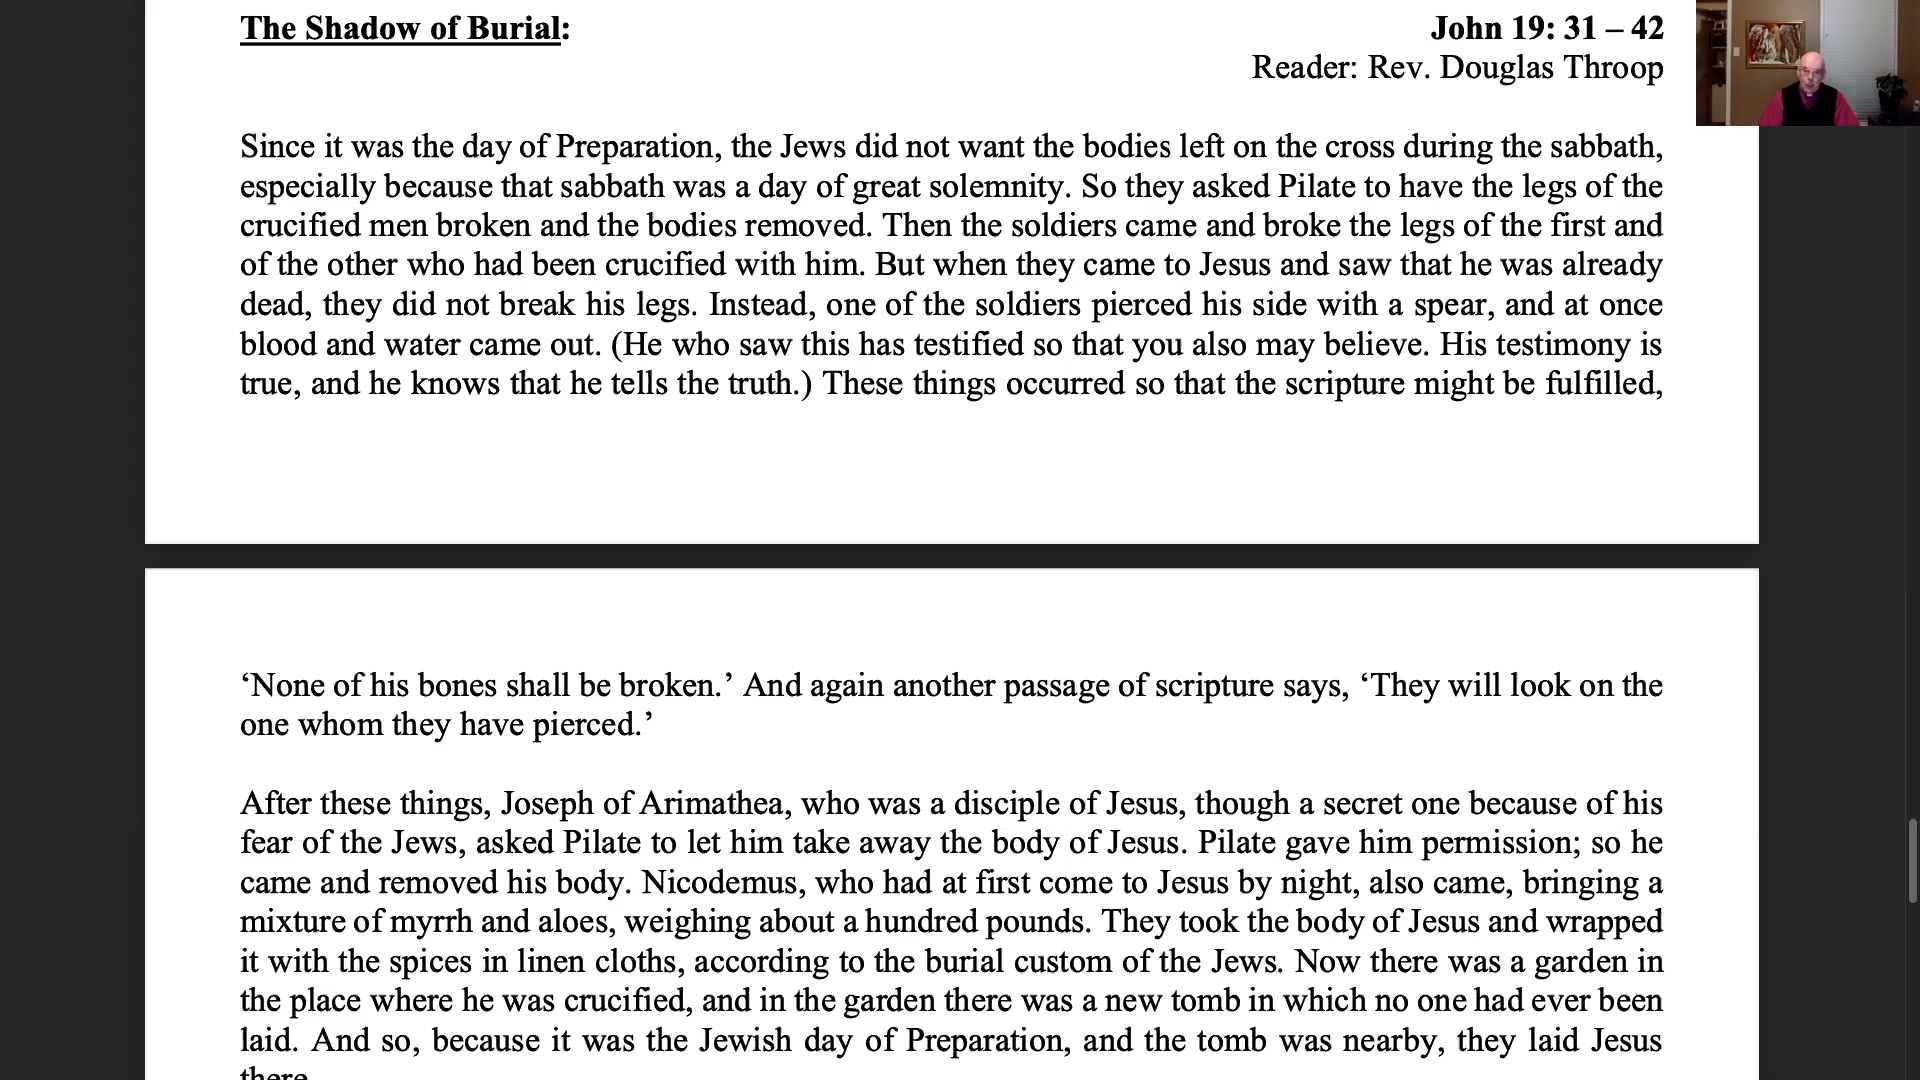 The Shadow of Burial: John 19: 31 – 42
Reader: Rev. Douglas Throop
Since it was the day of Preparation, the Jews did not want the bodies left on the cross during the sabbath,
especially because that sabbath was a day of great solemnity. So they asked Pilate to have the legs of the
crucified men broken and the bodies removed. Then the soldiers came and broke the legs of the first and
of the other who had been crucified with him. But when they came to Jesus and saw that he was already
dead, they did not break his legs. Instead, one of the soldiers pierced his side with a spear, and at once
blood and water came out. (He who saw this has testified so that you also may believe. His testimony is
true, and he knows that he tells the truth.) These things occurred so that the scripture might be fulfilled,
‘None of his bones shall be broken.’ And again another passage of scripture says, ‘They will look on the
one whom they have pierced.’
After these things, Joseph of Arimathea, who was a disciple of Jesus, though a secret one because of his
fear of the Jews, asked Pilate to let him take away the body of Jesus. Pilate gave him permission; so he
came and removed his body. Nicodemus, who had at first come to Jesus by night, also came, bringing a
mixture of myrrh and aloes, weighing about a hundred pounds. They took the body of Jesus and wrapped
it with the spices in linen cloths, according to the burial custom of the Jews. Now there was a garden in
the place where he was crucified, and in the garden there was a new tomb in which no one had ever been
laid. And so, because it was the Jewish day of Preparation, and the tomb was nearby, they laid Jesus
there.